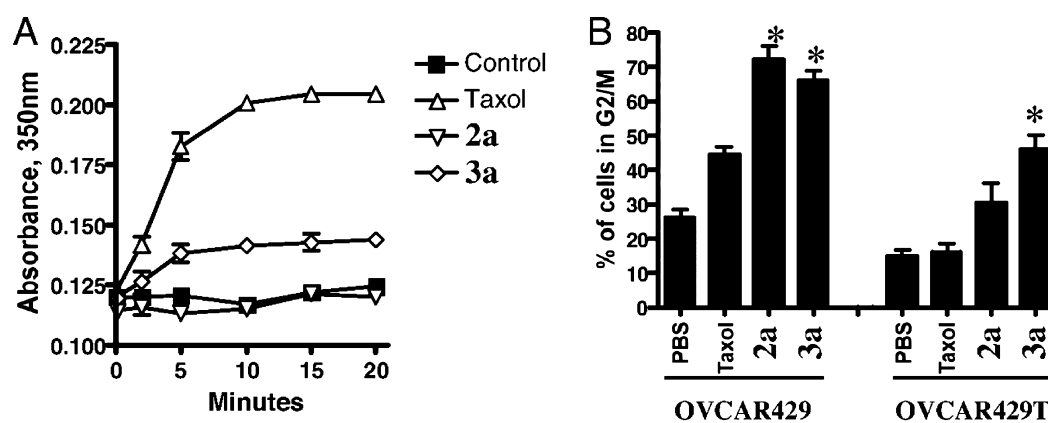 A
Absorbance, 350nm
0.225
0.200
0.175
0.150
0.125
0.100
0
5
10
15
20
Minutes
Control
Taxol
2a
3a
B
% of cells in G2/M
80
70
60
50
40
30
20
10
0
*
*
*
PBS
Taxol
2a
3a
PBS
Taxol
2a
3a
OVCAR429
OVCAR429T